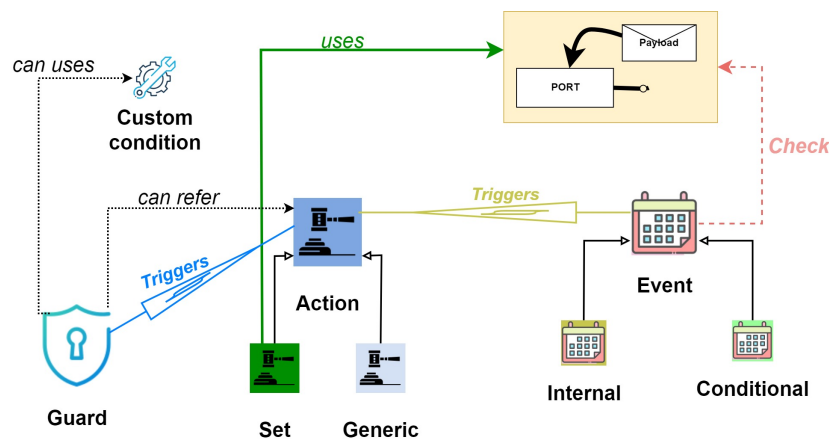 uses
Payload
can uses
PORT
Custom
condition
Check
can refer
Triggers
Triggers
Event
Action
Internal
Conditional
Guard
Set
Generic